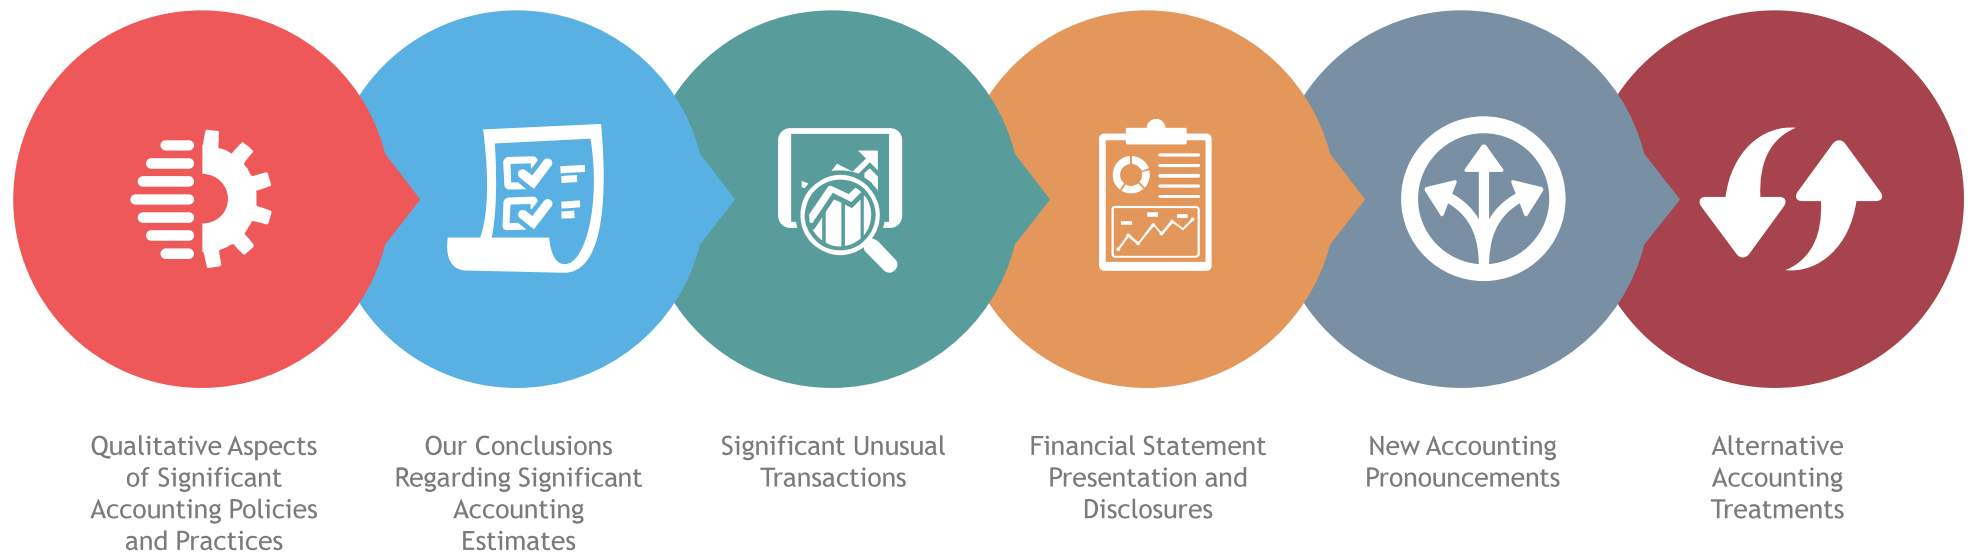 Qualitative Aspects
of Significant
Accounting Policies
and Practices
Our Conclusions
Regarding Significant
Accounting
Estimates
Significant Unusual
Transactions
Financial Statement
Presentation and
Disclosures
New Accounting
Pronouncements
Alternative
Accounting
Treatments